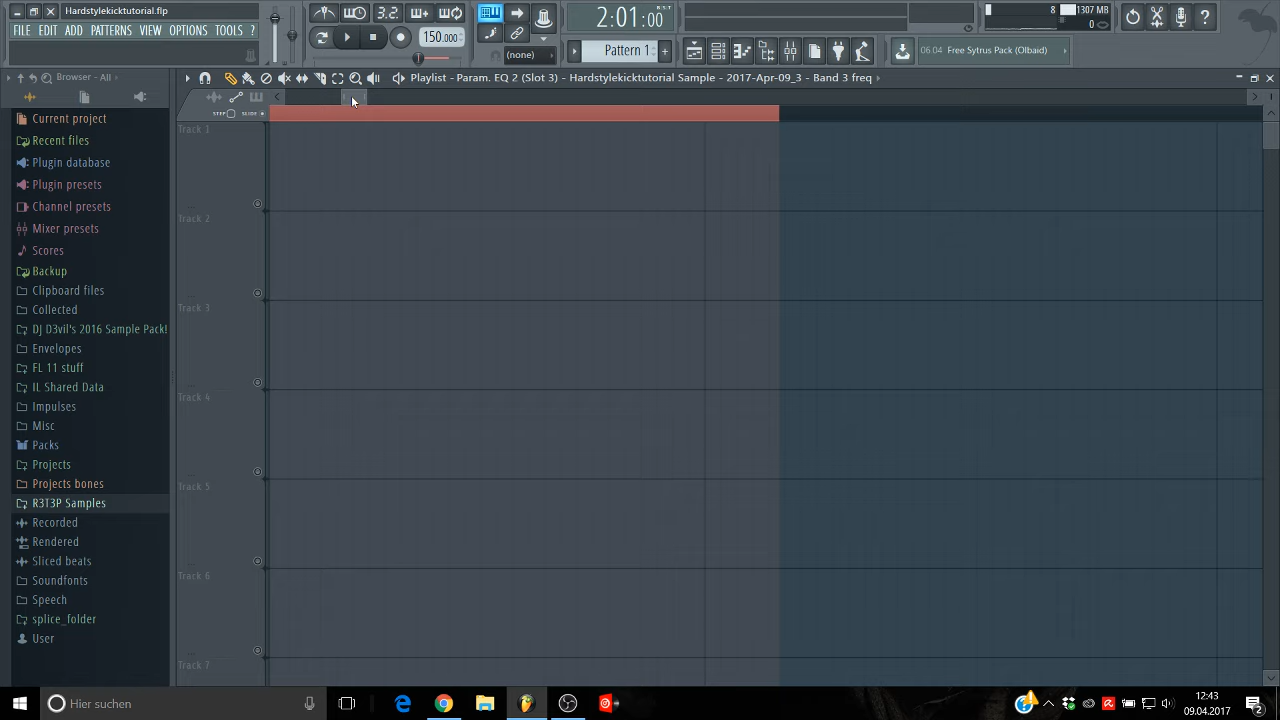 Hardstylekicktutorial.flp
FILE EDIT ADD PATTERNS VIEW OPTIONS TOOLS ?
3.2
150.000
2:01:00
(none)
Pattern 1
8
1307 MB
0
06.04 Free Sytrus Pack (Olbaid)
Browser - All
Playlist - Param. EQ 2 (Slot 3) - Hardstylekicktutorial Sample - 2017-Apr-09_3 - Band 3 freq
STEP SLIDE
Current project
Recent files
Plugin database
Plugin presets
Channel presets
Mixer presets
Scores
Backup
Clipboard files
Collected
DJ D3vil's 2016 Sample Pack!
Envelopes
FL 11 stuff
IL Shared Data
Impulses
Misc
Packs
Projects
Projects bones
R3T3P Samples
Recorded
Rendered
Sliced beats
Soundfonts
Speech
splice_folder
User
Track 1
Track 2
Track 3
Track 4
Track 5
Track 6
Track 7
Hier suchen
12:43
09.04.2017
2